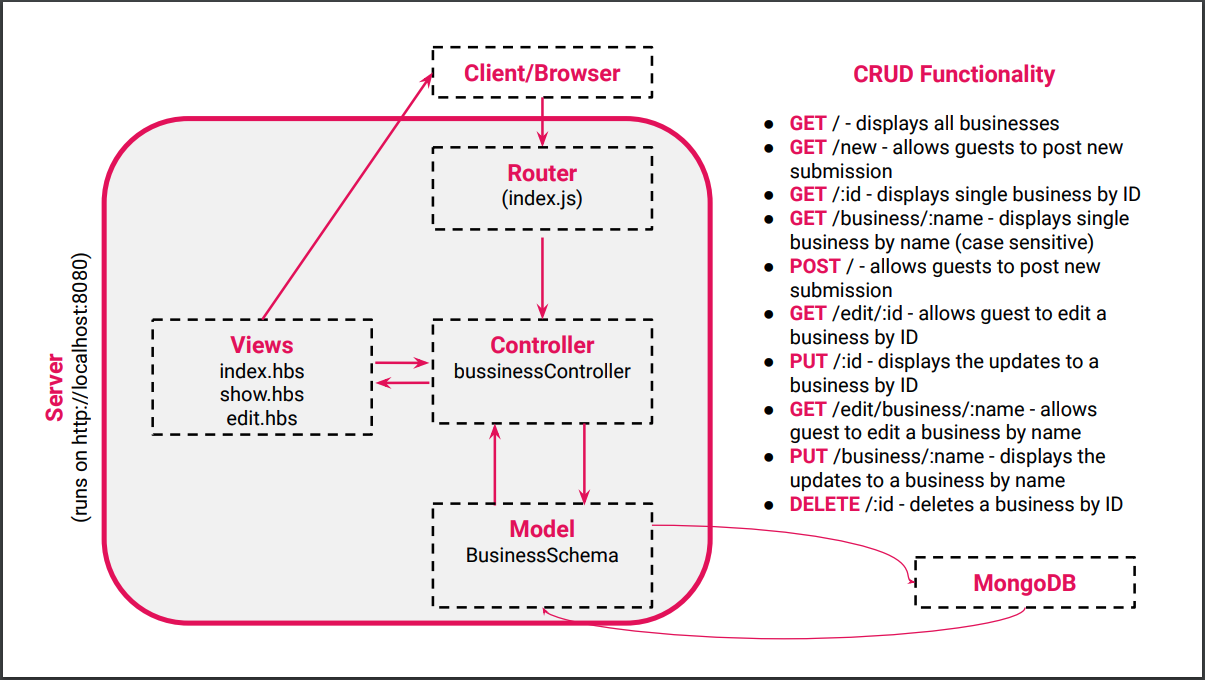 Client/Browser
Router
(index.js)
Server
(runs on http://localhost:8080)
Views
index.hbs
show.hbs
edit.hbs
Controller
bussinessController
Model
BusinessSchema
CRUD Functionality
● GET / - displays all businesses
● GET /new - allows guests to post new
submission
● GET /:id - displays single business by ID
● GET /business/:name - displays single
business by name (case sensitive)
● POST / - allows guests to post new
submission
● GET /edit/:id - allows guest to edit a
business by ID
● PUT /:id - displays the updates to a
business by ID
● GET /edit/business/:name - allows
guest to edit a business by name
● PUT /business/:name - displays the
updates to a business by name
● DELETE /:id - deletes a business by ID
MongoDB